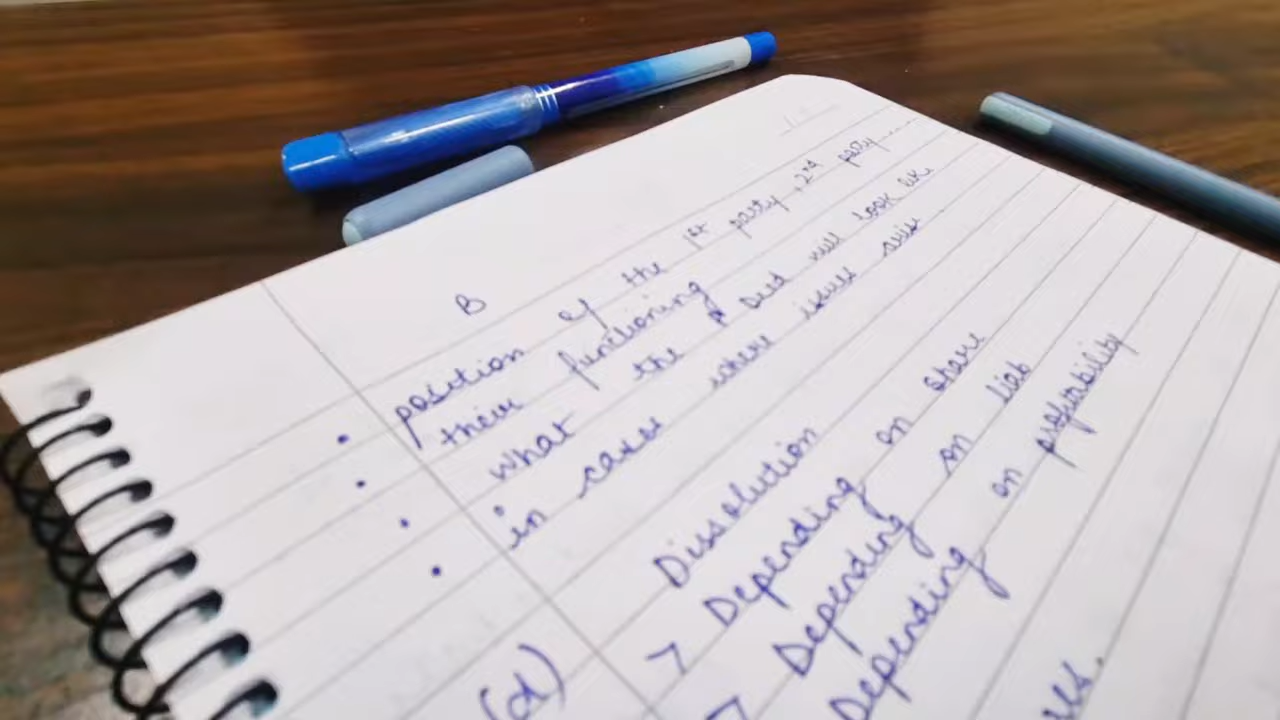 B
• position of the 1st party, 2nd party
• their functioning
• what the Deed will look like
• in case where issues arise
Dissolution
(d) > Depending on share
> Depending on liab
Depending on profitability